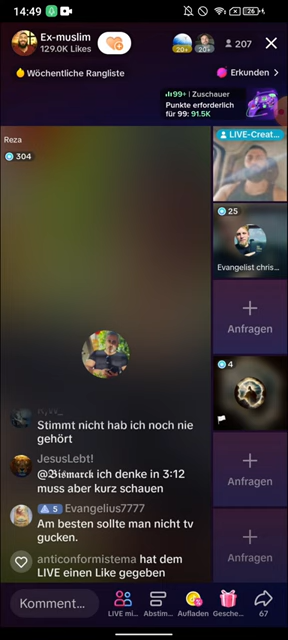 14:49
26
Ex-muslim
129.0K Likes
20+
20+
207
Wöchentliche Rangliste
Erkunden
99+ | Zuschauer
Punkte erforderlich
für 99: 91.5K
Reza
304
LIVE-Creat...
25
Evangelist chris...
Anfragen
4
Anfragen
Anfragen
Stimmt nicht hab ich noch nie
gehört
JesusLebt!
@𝕭𝖎𝖘𝖒𝖆𝖗𝖈𝖐 ich denke in 3:12
muss aber kurz schauen
5 Evangelius7777
Am besten sollte man nicht tv
gucken.
anticonformistema hat dem
LIVE einen Like gegeben
Komment...
LIVE mi...
Abstim...
Aufladen
Gesche...
67